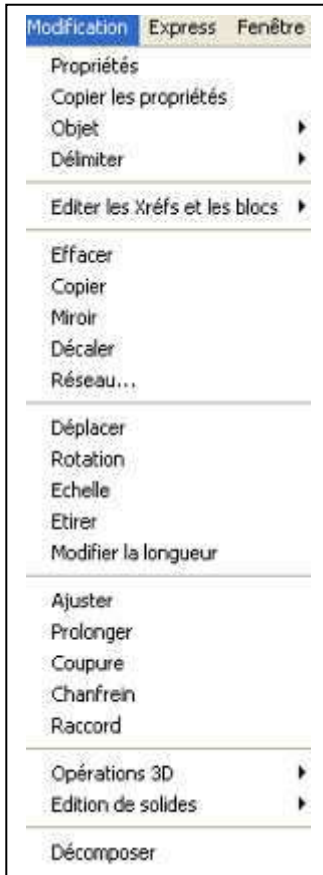 Modification Express Fenêtre
Propriétés
Copier les propriétés
Objet
Délimiter
Editer les Xréfs et les blocs
Effacer
Copier
Miroir
Décaler
Réseau...
Déplacer
Rotation
Echelle
Etirer
Modifier la longueur
Ajuster
Prolonger
Coupure
Chanfrein
Raccord
Opérations 3D
Edition de solides
Décomposer